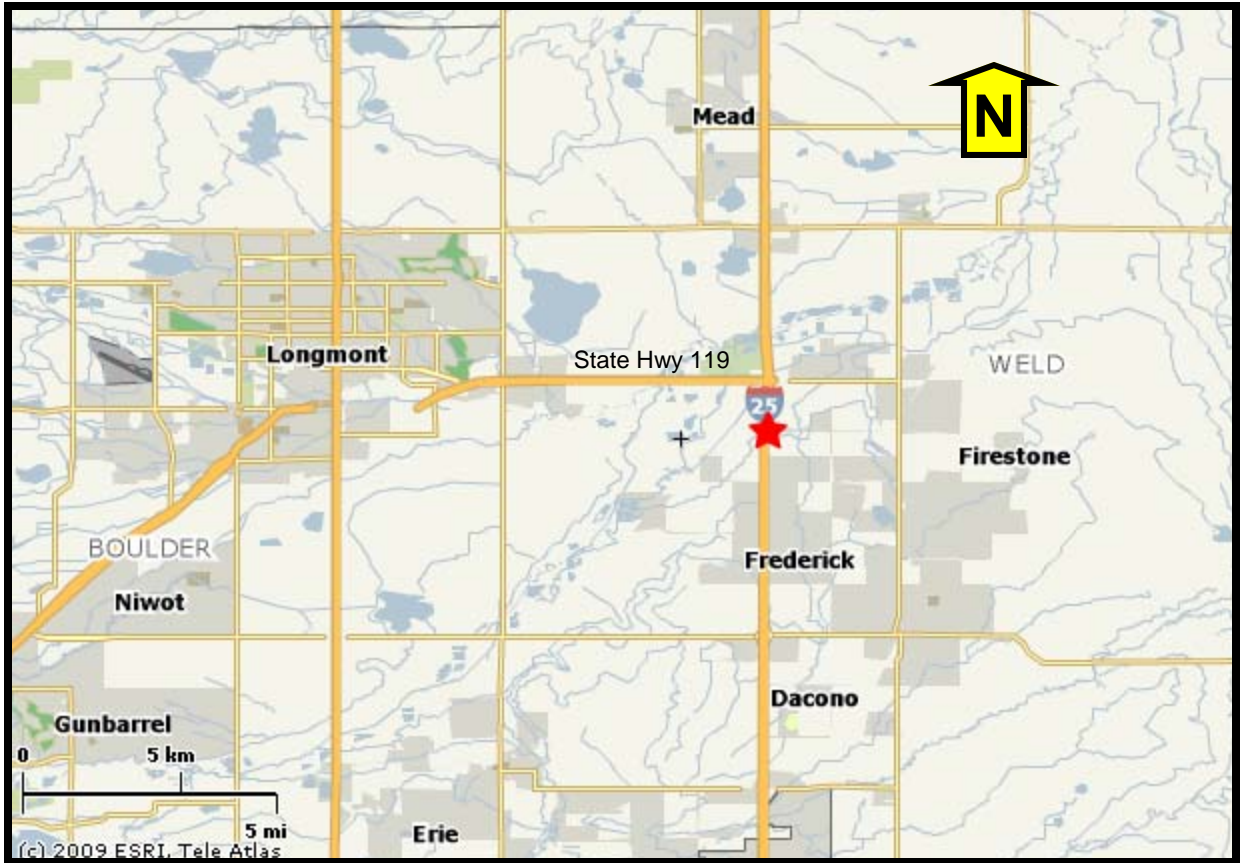 Mead
N
Longmont
State Hwy 119
WELD
25
Firestone
BOULDER
Frederick
Niwot
Dacono
Gunbarrel
0
5 km
5 mi
Erie
(c) 2009 ESRI, Tele Atlas